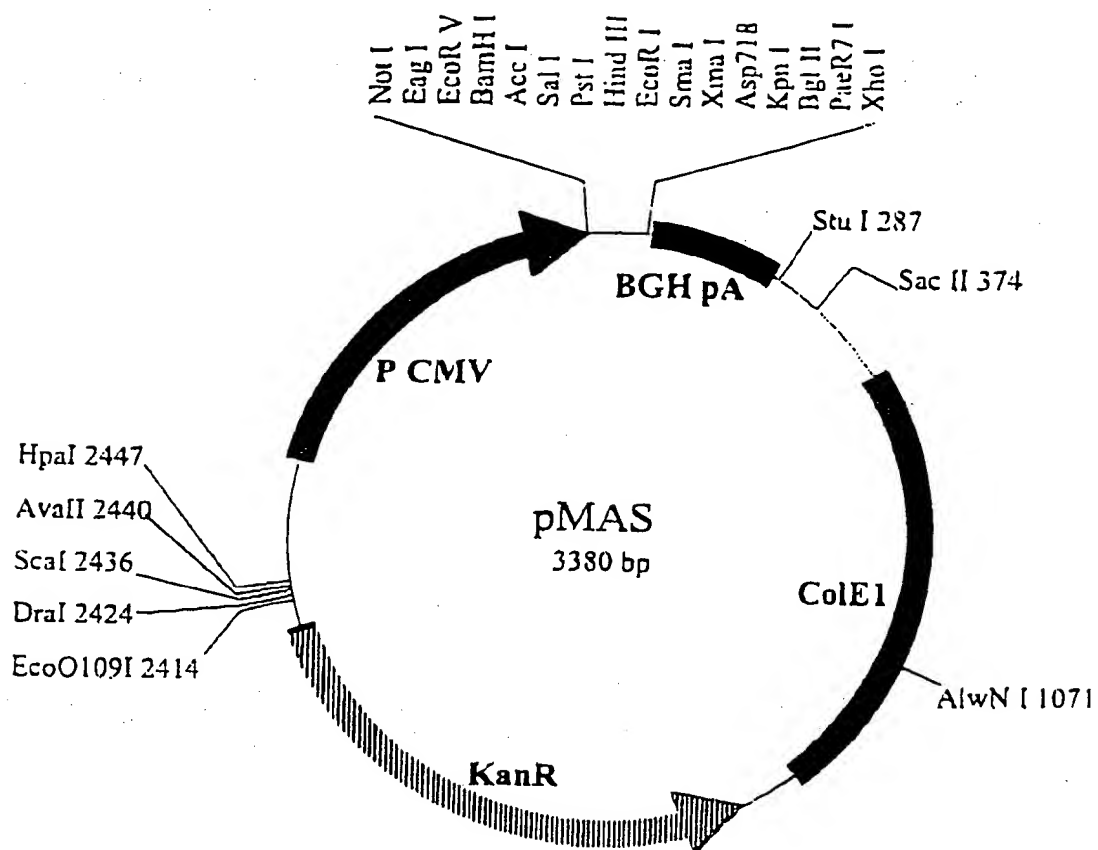 Not I
Eag I
EcoR V
BamH I
Acc I
Sal I
Pst I
Hind III
EcoR I
Sma I
Xma I
Asp718
Kpn I
Bgl II
PaeR7 I
Xho I
Stu I 287
Sac II 374
BGH pA
P CMV
HpaI 2447
AvaII 2440
ScaI 2436
DraI 2424
EcoO109I 2414
pMAS
3380 bp
ColE1
AlwN I 1071
KanR